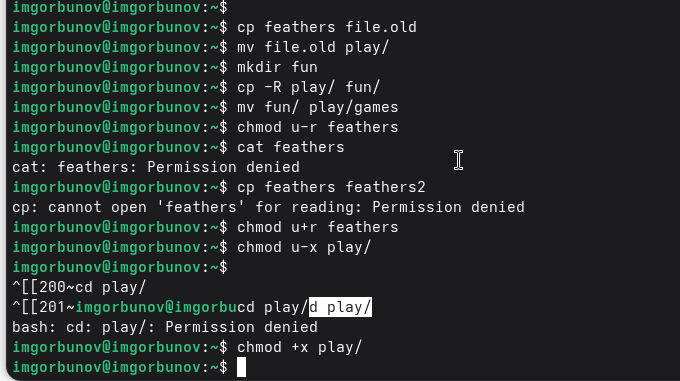 imgorbunov@imgorbunov:~$
imgorbunov@imgorbunov:~$ cp feathers file.old
imgorbunov@imgorbunov:~$ mv file.old play/
imgorbunov@imgorbunov:~$ mkdir fun
imgorbunov@imgorbunov:~$ cp -R play/ fun/
imgorbunov@imgorbunov:~$ mv fun/ play/games
imgorbunov@imgorbunov:~$ chmod u-r feathers
imgorbunov@imgorbunov:~$ cat feathers
cat: feathers: Permission denied
imgorbunov@imgorbunov:~$ cp feathers feathers2
cp: cannot open 'feathers' for reading: Permission denied
imgorbunov@imgorbunov:~$ chmod u+r feathers
imgorbunov@imgorbunov:~$ chmod u-x play/
imgorbunov@imgorbunov:~$
^[[200~cd play/
^[[201~imgorbunov@imgorbucd play/d play/
bash: cd: play/: Permission denied
imgorbunov@imgorbunov:~$ chmod +x play/
imgorbunov@imgorbunov:~$